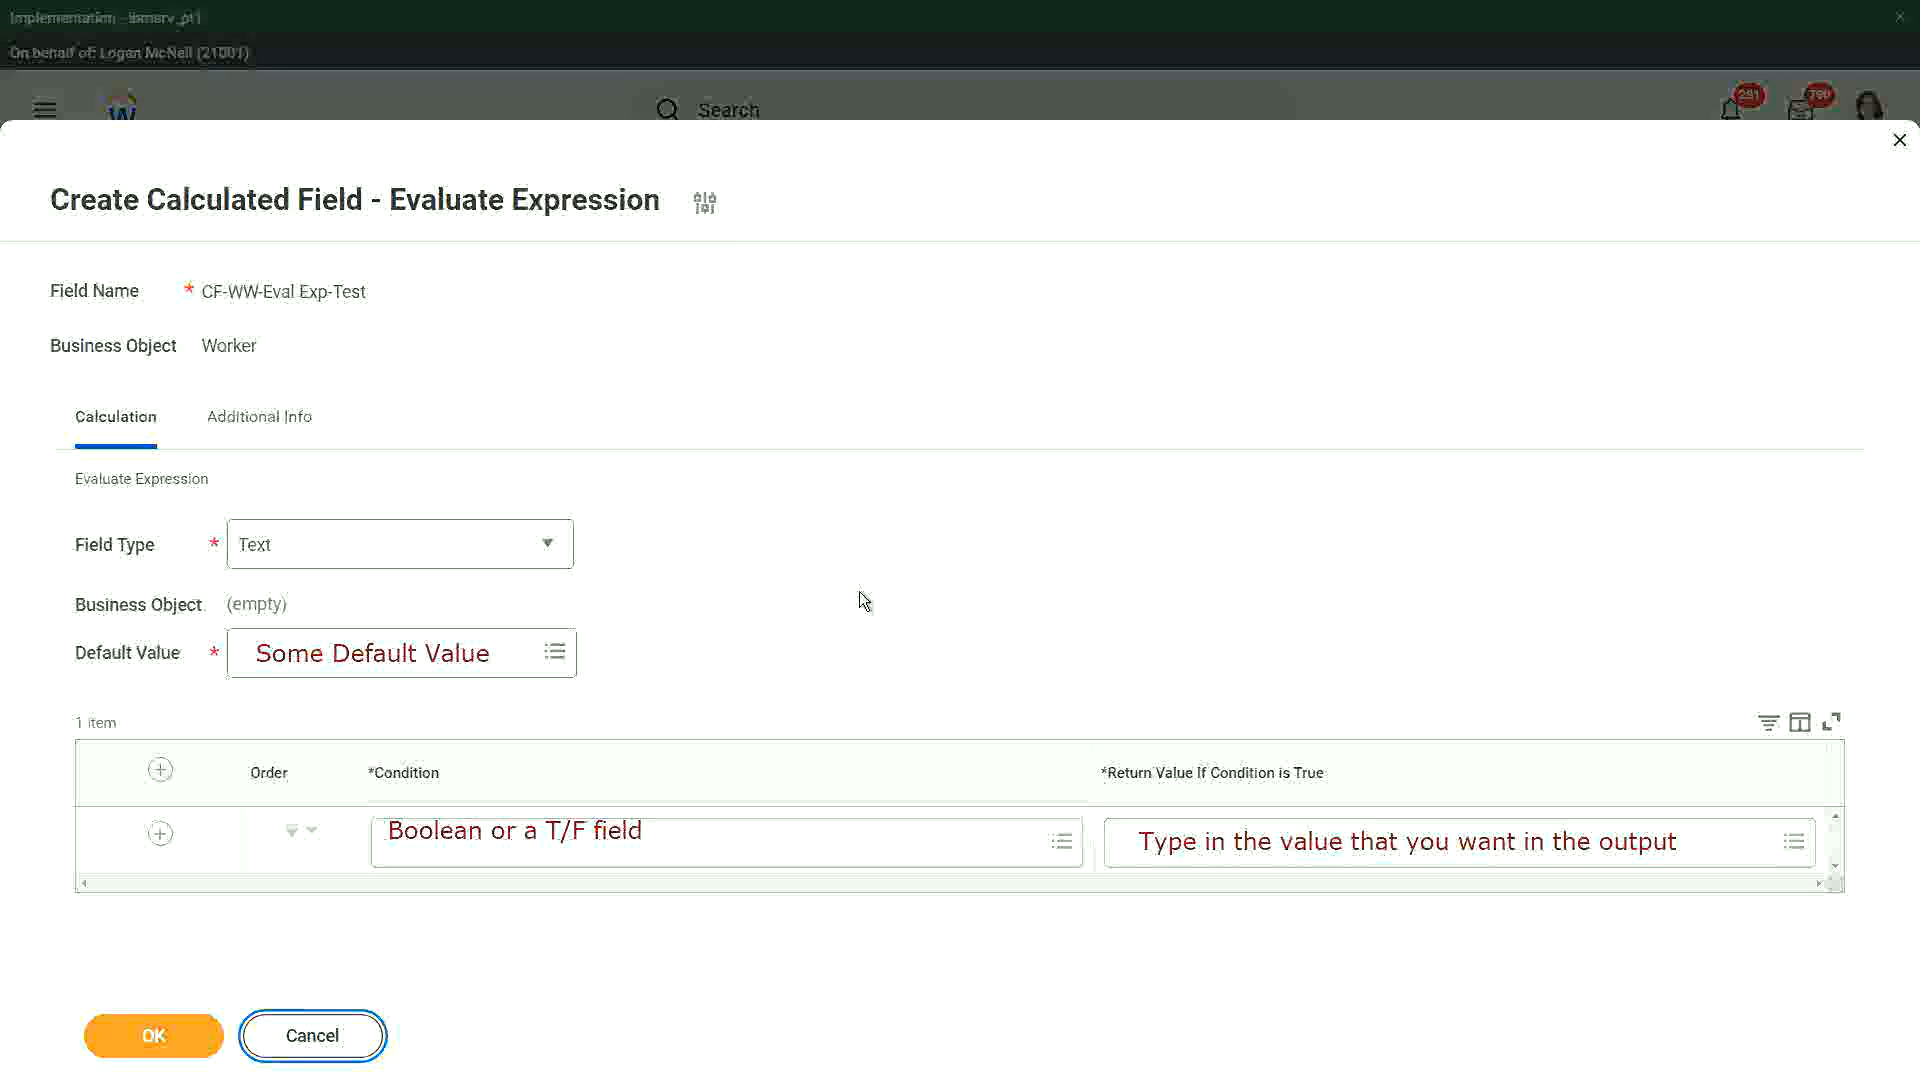 Implementation - lismsrv_pt1
On behalf of: Logan McNeil (21001)
Search
291
790
Create Calculated Field - Evaluate Expression
Field Name * CF-WW-Eval Exp-Test
Business Object Worker
Calculation Additional Info
Evaluate Expression
Field Type * Text
Business Object (empty)
Default Value * Some Default Value
1 item
Order *Condition *Return Value If Condition is True
Boolean or a T/F field
Type in the value that you want in the output
OK Cancel